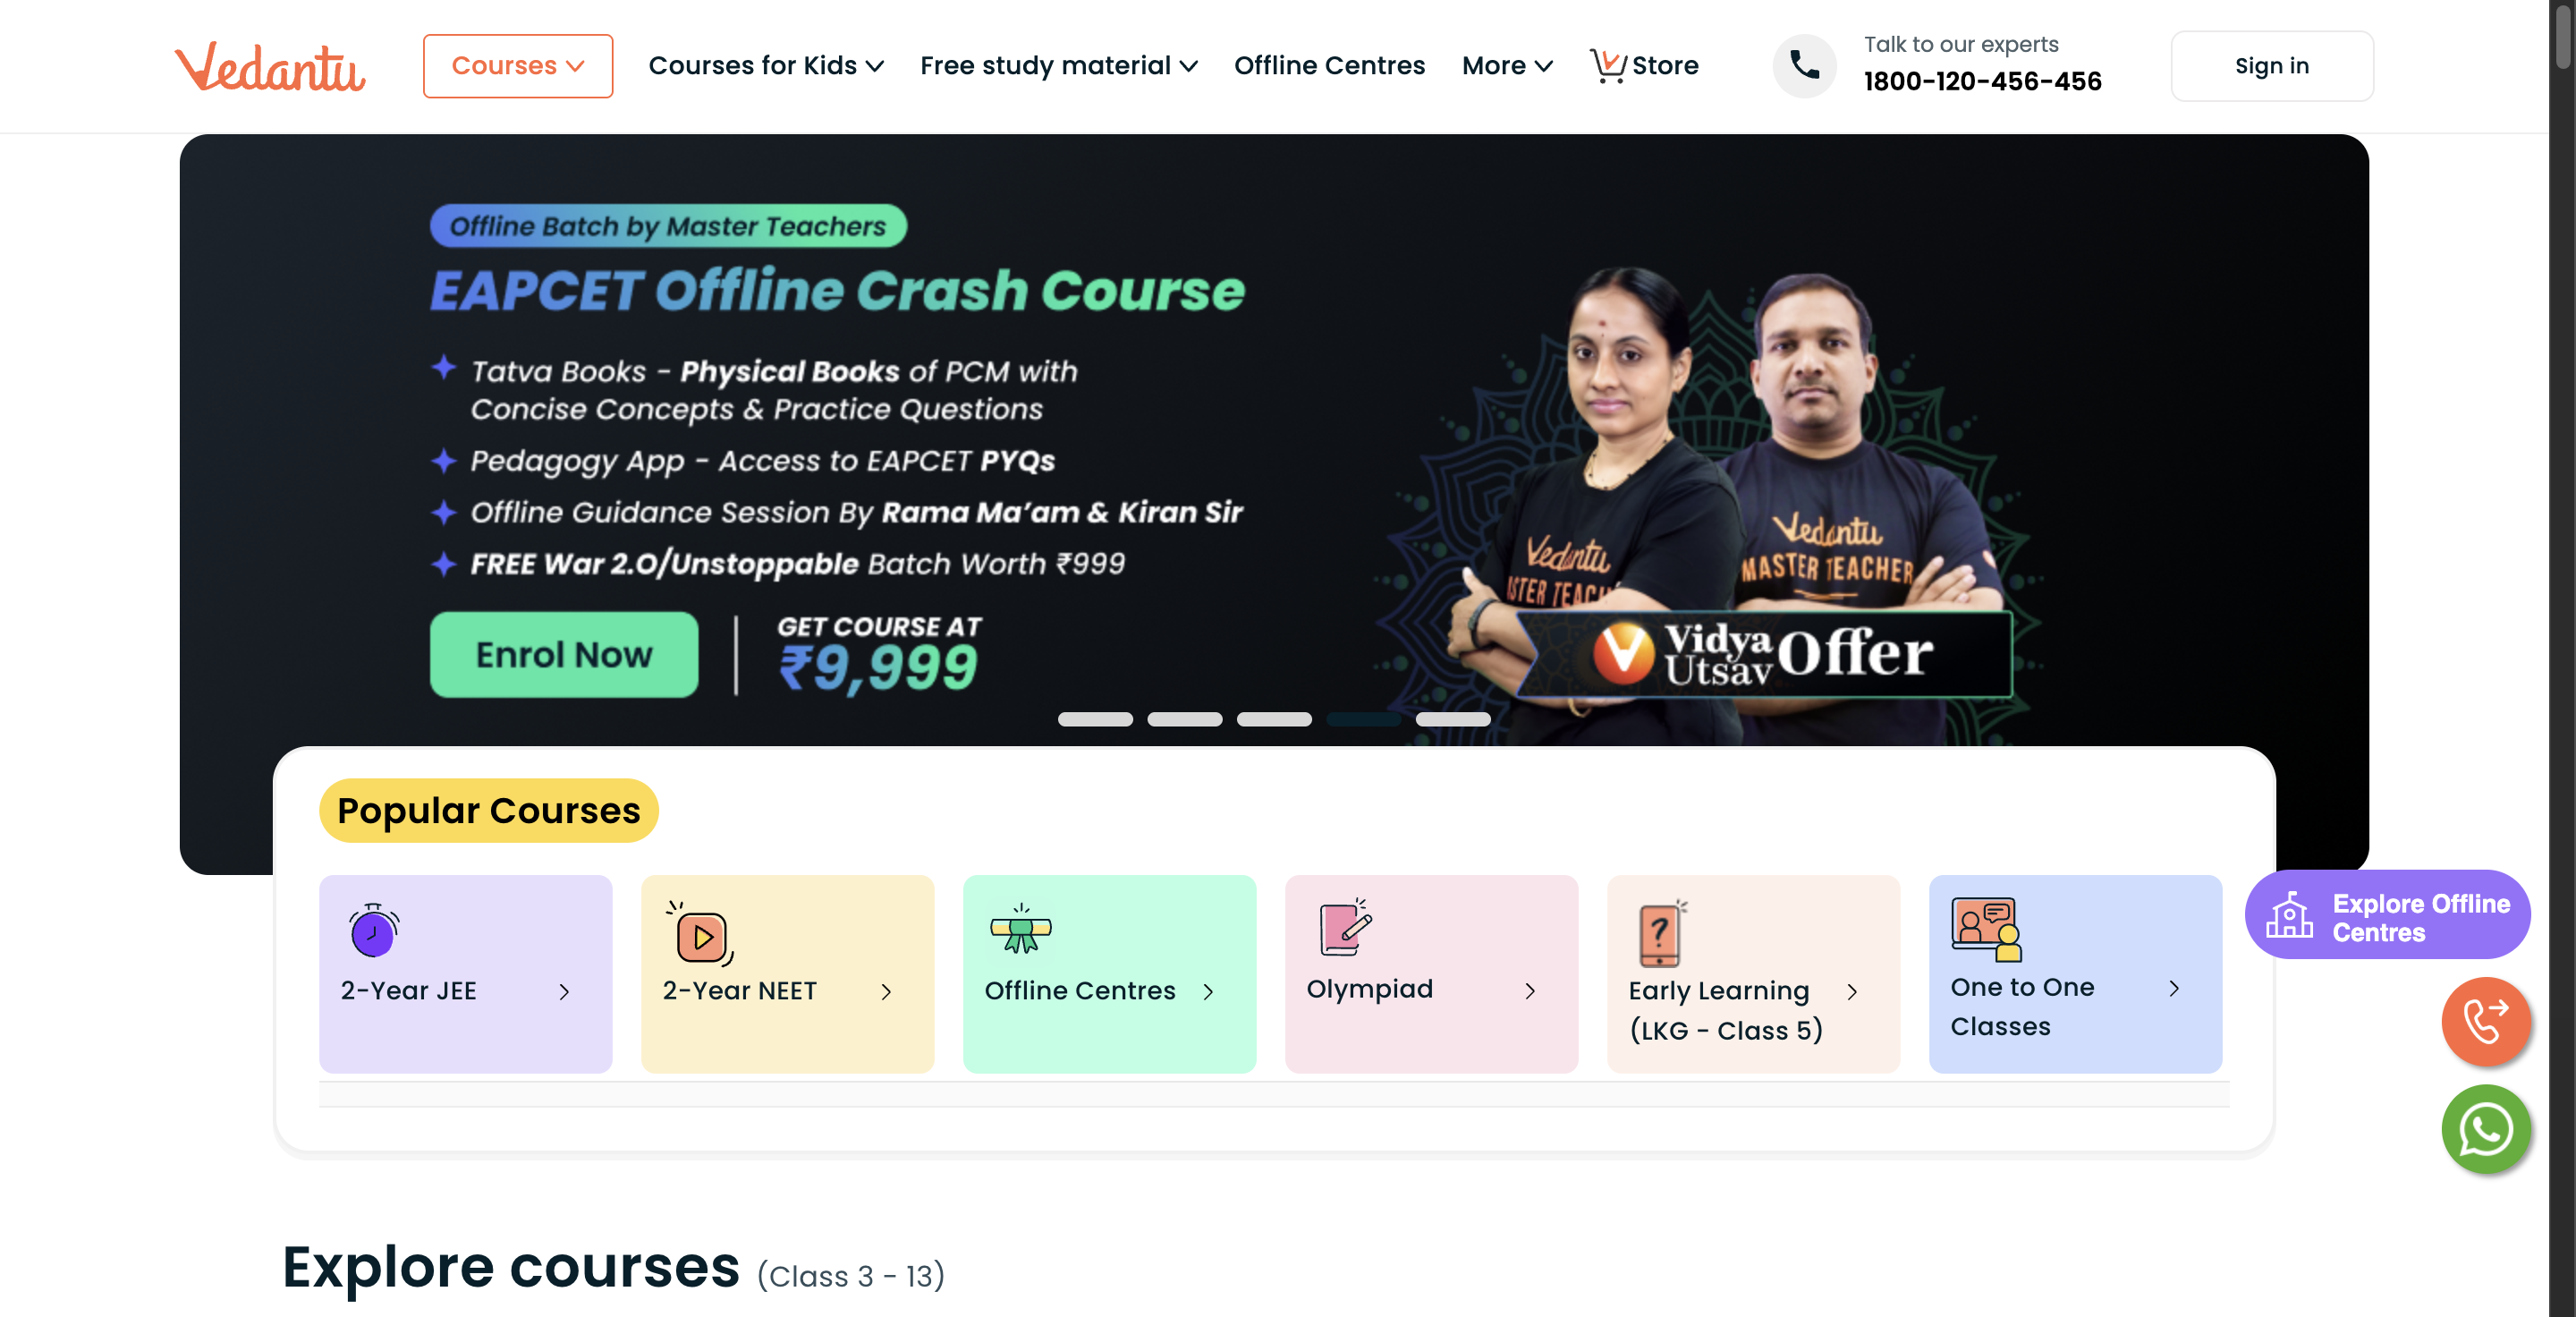 Vedantu
Courses
Courses for Kids
Free study material
Offline Centres
More
Store
Talk to our experts
1800-120-456-456
Sign in
Offline Batch by Master Teachers
EAPCET Offline Crash Course
Tatva Books - Physical Books of PCM with
Concise Concepts & Practice Questions
Pedagogy App - Access to EAPCET PYQs
Offline Guidance Session By Rama Ma'am & Kiran Sir
FREE War 2.O/Unstoppable Batch Worth ₹999
Enrol Now
GET COURSE AT
₹9,999
Vedantu
STER TEACH
Vedantu
MASTER TEACHER
Vidya
Utsav
Offer
Popular Courses
2-Year JEE
2-Year NEET
Offline Centres
Olympiad
Early Learning
(LKG - Class 5)
One to One
Classes
Explore Offline
Centres
Explore courses (Class 3 - 13)